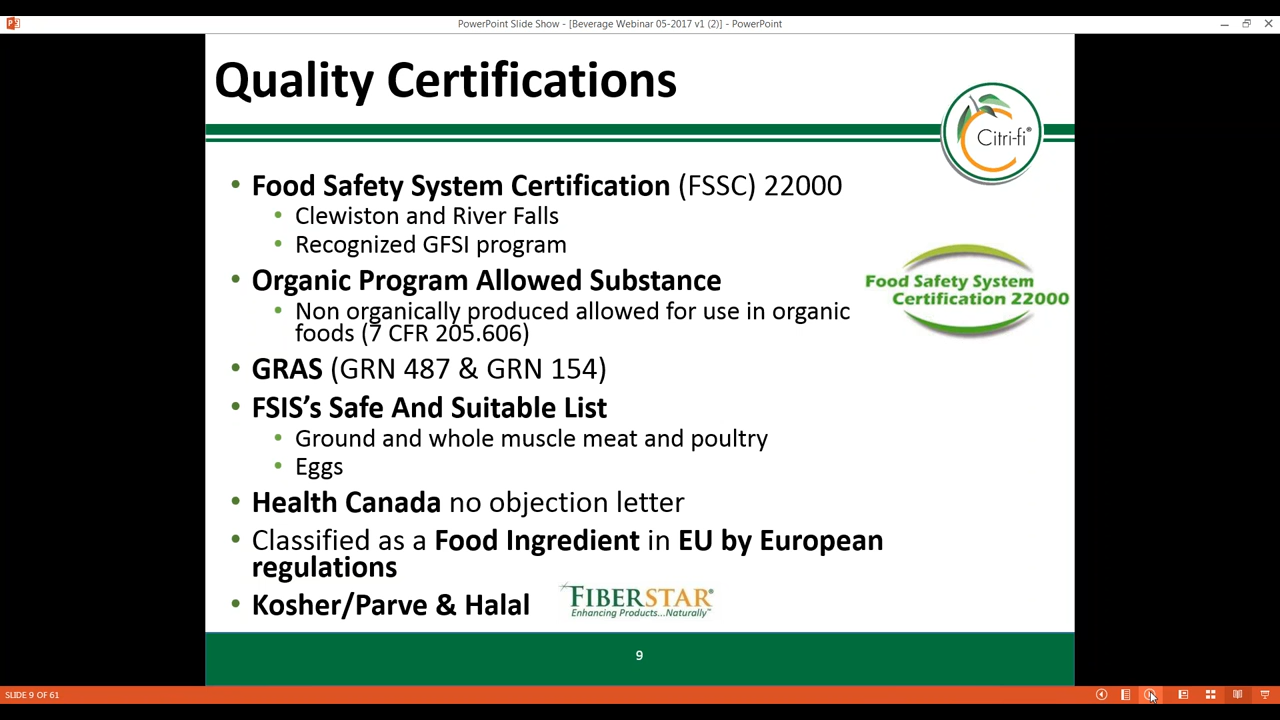 PowerPoint Slide Show - [Beverage Webinar 05-2017 v1 (2)] - PowerPoint
Quality Certifications
Citri-fi®
• Food Safety System Certification (FSSC) 22000
• Clewiston and River Falls
• Recognized GFSI program
Food Safety System
Certification 22000
• Organic Program Allowed Substance
• Non organically produced allowed for use in organic
foods (7 CFR 205.606)
• GRAS (GRN 487 & GRN 154)
• FSIS’s Safe And Suitable List
• Ground and whole muscle meat and poultry
• Eggs
• Health Canada no objection letter
• Classified as a Food Ingredient in EU by European
regulations
• Kosher/Parve & Halal
FIBERSTAR®
Enhancing Products...Naturally™
9
SLIDE 9 OF 61